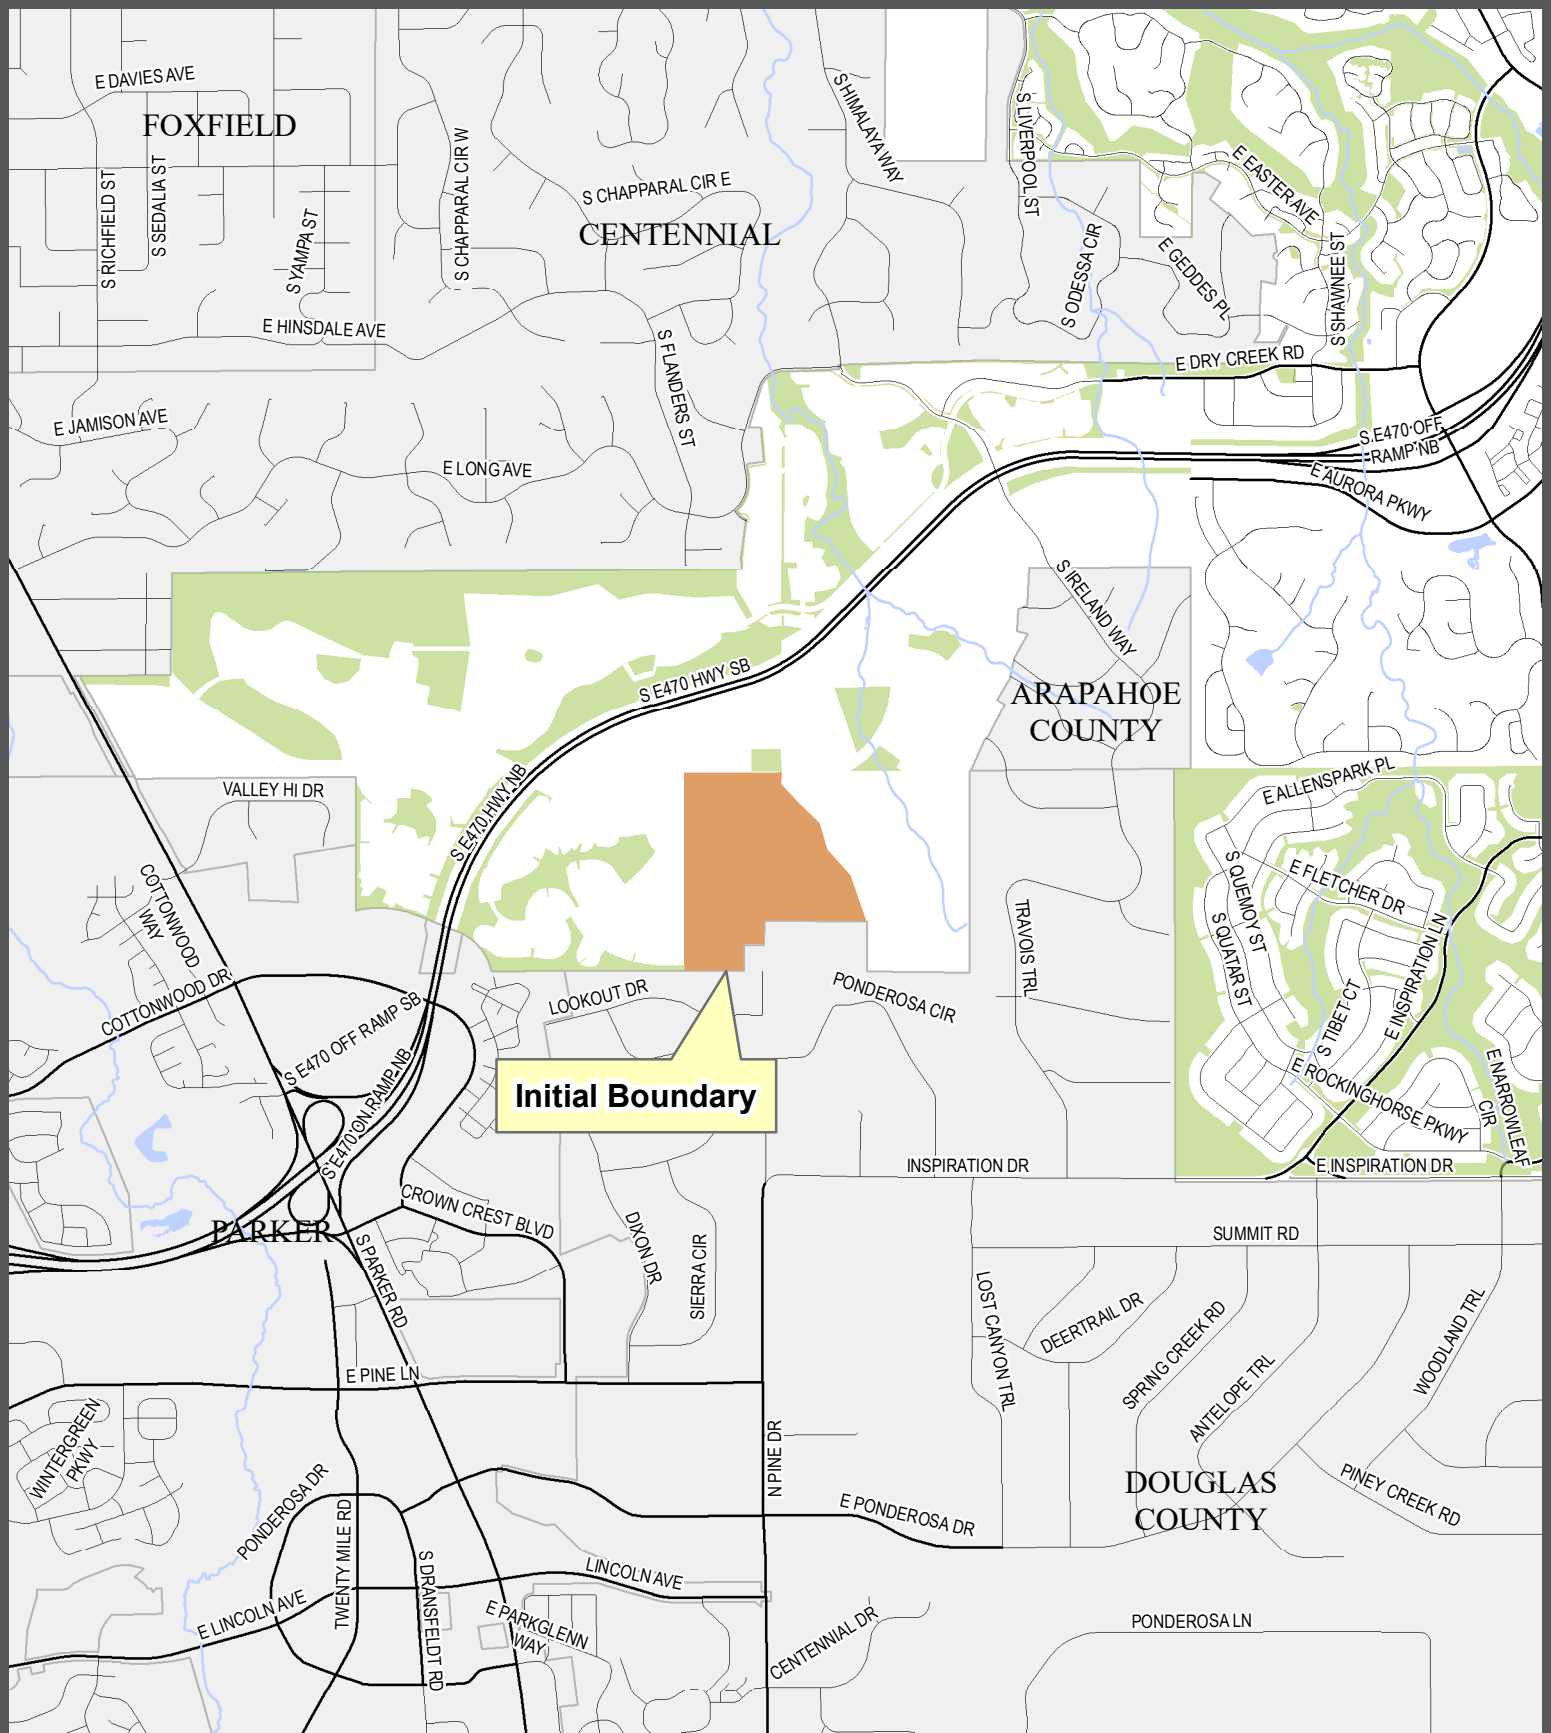 E DAVIES AVE
FOXFIELD
S RICHFIELD ST
S SEDALIA ST
S YAMPA ST
S CHAPPARAL CIR W
S CHAPPARAL CIR E
CENTENNIAL
S HIMALAYA WAY
S LIVERPOOL ST
E EASTER AVE
S ODESSA CIR
E GEDDES PL
S SHAWNEE ST
E HINSDALE AVE
S FLANDERS ST
E DRY CREEK RD
E JAMISON AVE
E LONG AVE
S E470 OFF
RAMP NB
E AURORA PKWY
S IRELAND WAY
S E470 HWY SB
ARAPAHOE
COUNTY
VALLEY HI DR
S E470 HWY NB
E ALLENSPARK PL
COTTONWOOD
WAY
S QUEMOY ST
E FLETCHER DR
S QUATAR ST
TRAVOIS TRL
E INSPIRATION LN
COTTONWOOD DR
LOOKOUT DR
PONDEROSA CIR
S TIBET CT
S E470 OFF RAMP SB
S E470 ON RAMP NB
Initial Boundary
E ROCKINGHORSE PKWY
E NARROWLEAF
CIR
INSPIRATION DR
E INSPIRATION DR
CROWN CREST BLVD
PARKER
S PARKER RD
DIXON DR
SIERRA CIR
SUMMIT RD
LOST CANYON TRL
DEERTRAIL DR
SPRING CREEK RD
ANTELOPE TRL
WOODLAND TRL
E PINE LN
WINTERGREEN
PKWY
N PINE DR
PONDEROSA DR
TWENTY MILE RD
DOUGLAS
COUNTY
PINEY CREEK RD
E PONDEROSA DR
S DRANSFELDT RD
LINCOLN AVE
E LINCOLN AVE
E PARKGLENN
WAY
CENTENNIAL DR
PONDEROSA LN